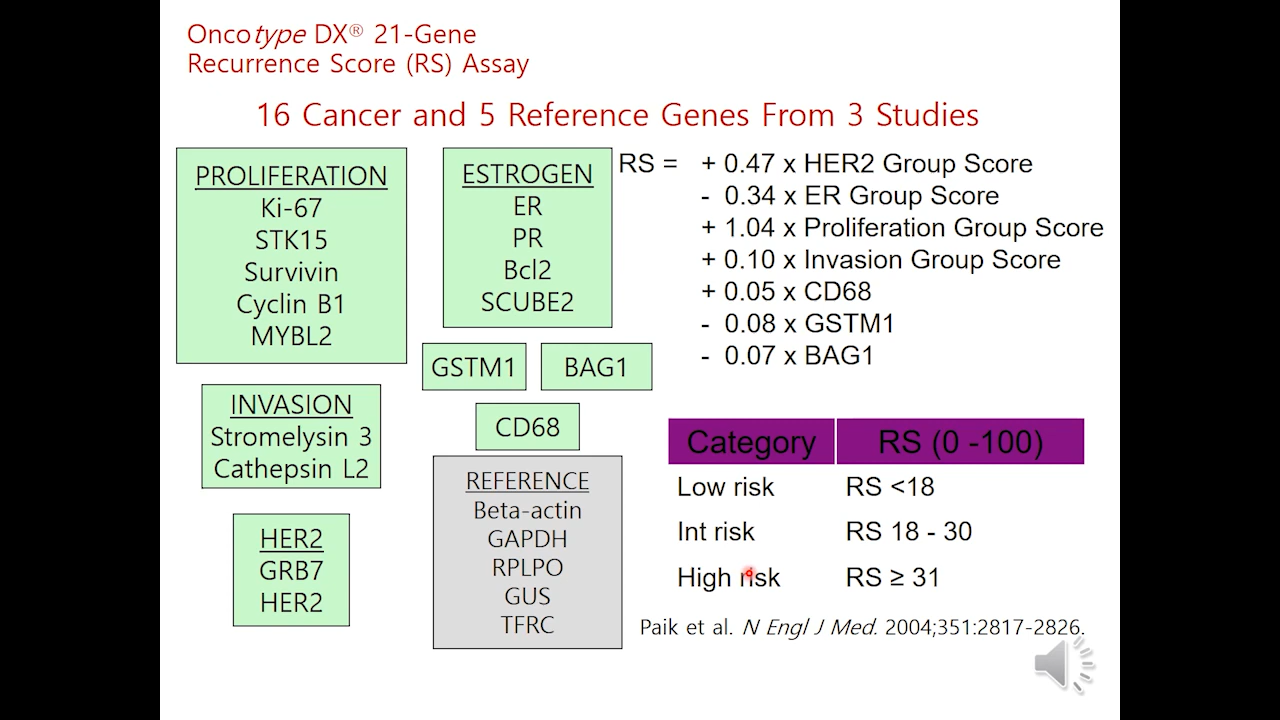 Oncotype DX® 21-Gene
Recurrence Score (RS) Assay
16 Cancer and 5 Reference Genes From 3 Studies
PROLIFERATION
Ki-67
STK15
Survivin
Cyclin B1
MYBL2
ESTROGEN
ER
PR
Bcl2
SCUBE2
GSTM1
BAG1
INVASION
Stromelysin 3
Cathepsin L2
CD68
HER2
GRB7
HER2
REFERENCE
Beta-actin
GAPDH
RPLPO
GUS
TFRC
RS = + 0.47 x HER2 Group Score
- 0.34 x ER Group Score
+ 1.04 x Proliferation Group Score
+ 0.10 x Invasion Group Score
+ 0.05 x CD68
- 0.08 x GSTM1
- 0.07 x BAG1
Category RS (0 -100)
Low risk RS <18
Int risk RS 18 - 30
High risk RS ≥ 31
Paik et al. N Engl J Med. 2004;351:2817-2826.